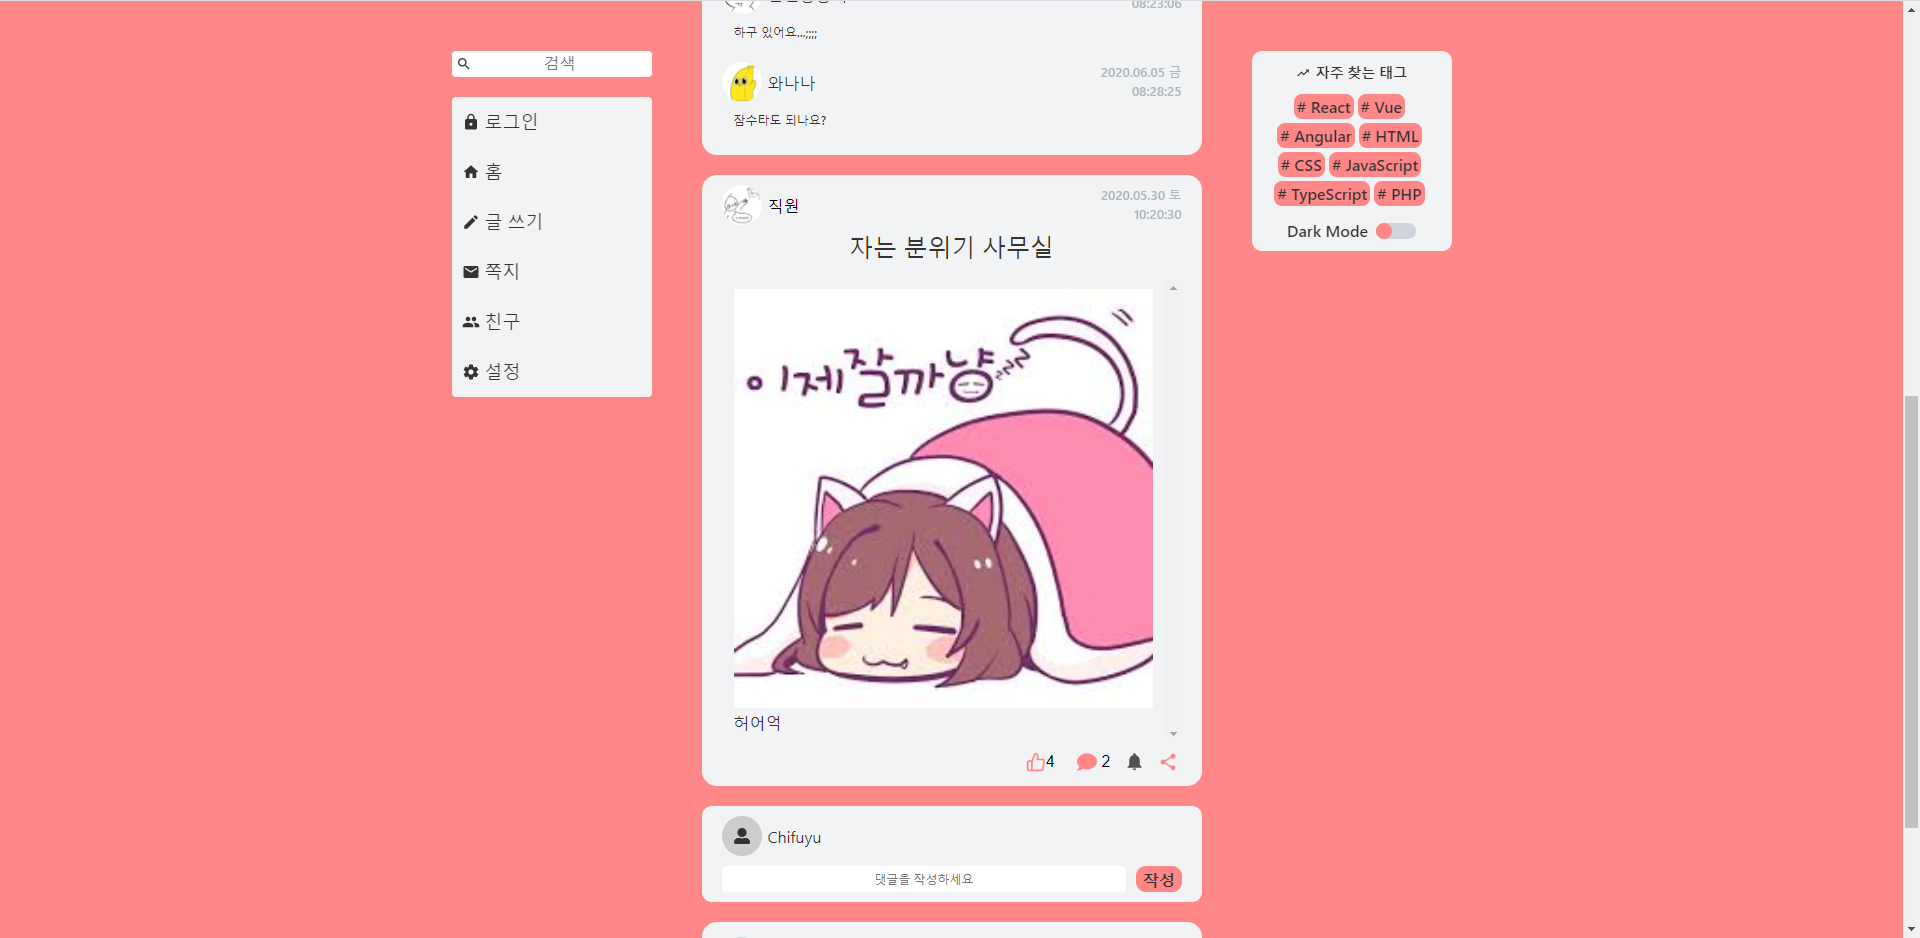 검색
로그인
홈
글 쓰기
쪽지
친구
설정
08:23:06
하구 있어요...;;;;
와나나
2020.06.05 금
08:28:25
잠수타도 되나요?
직원
2020.05.30 토
10:20:30
자는 분위기 사무실
이제잘까냥zzz
허어억
4
2
Chifuyu
댓글을 작성하세요
작성
자주 찾는 태그
# React # Vue
# Angular # HTML
# CSS # JavaScript
# TypeScript # PHP
Dark Mode